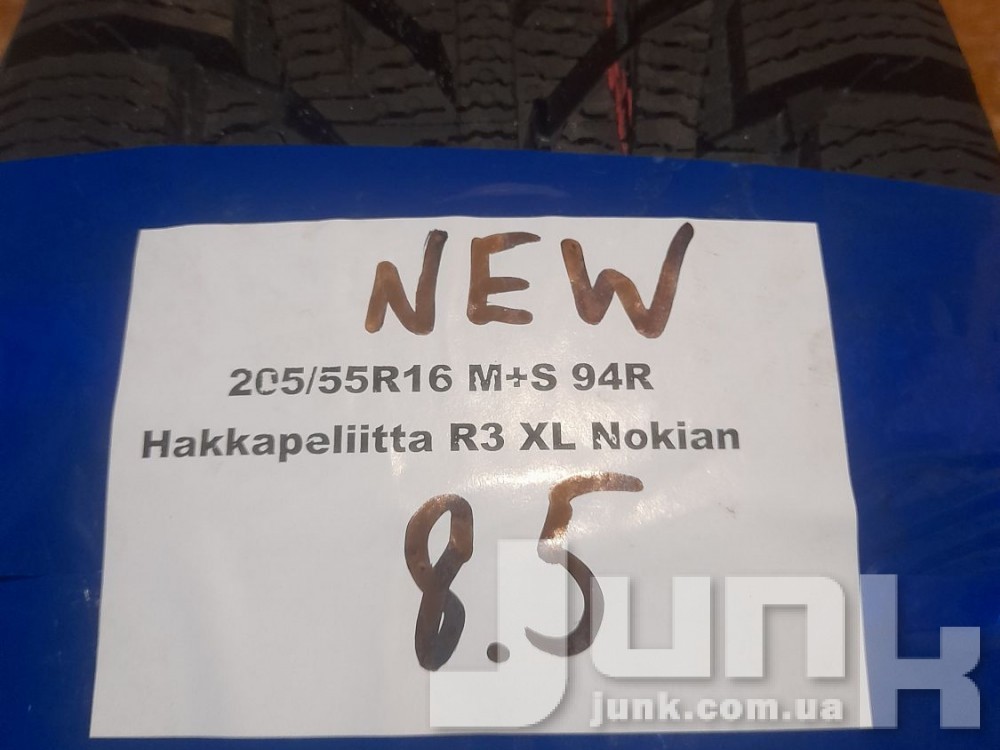 NEW
205/55R16 M+S 94R
Hakkapeliitta R3 XL Nokian
8.5
Junk
junk.com.ua